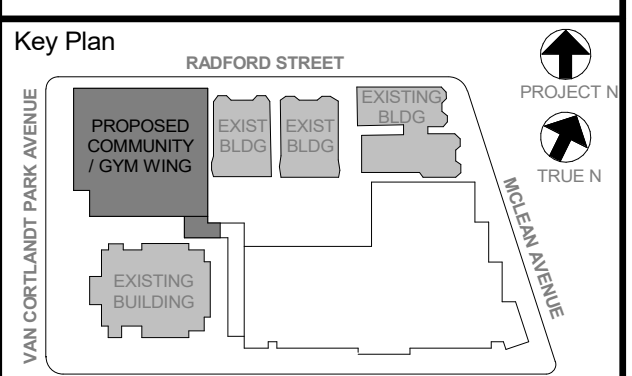 Key Plan
RADFORD STREET
PROJECT N
TRUE N
VAN CORTLANDT PARK AVENUE
PROPOSED
COMMUNITY
/ GYM WING
EXIST
BLDG
EXIST
BLDG
EXISTING
BLDG
MCLEAN AVENUE
EXISTING
BUILDING